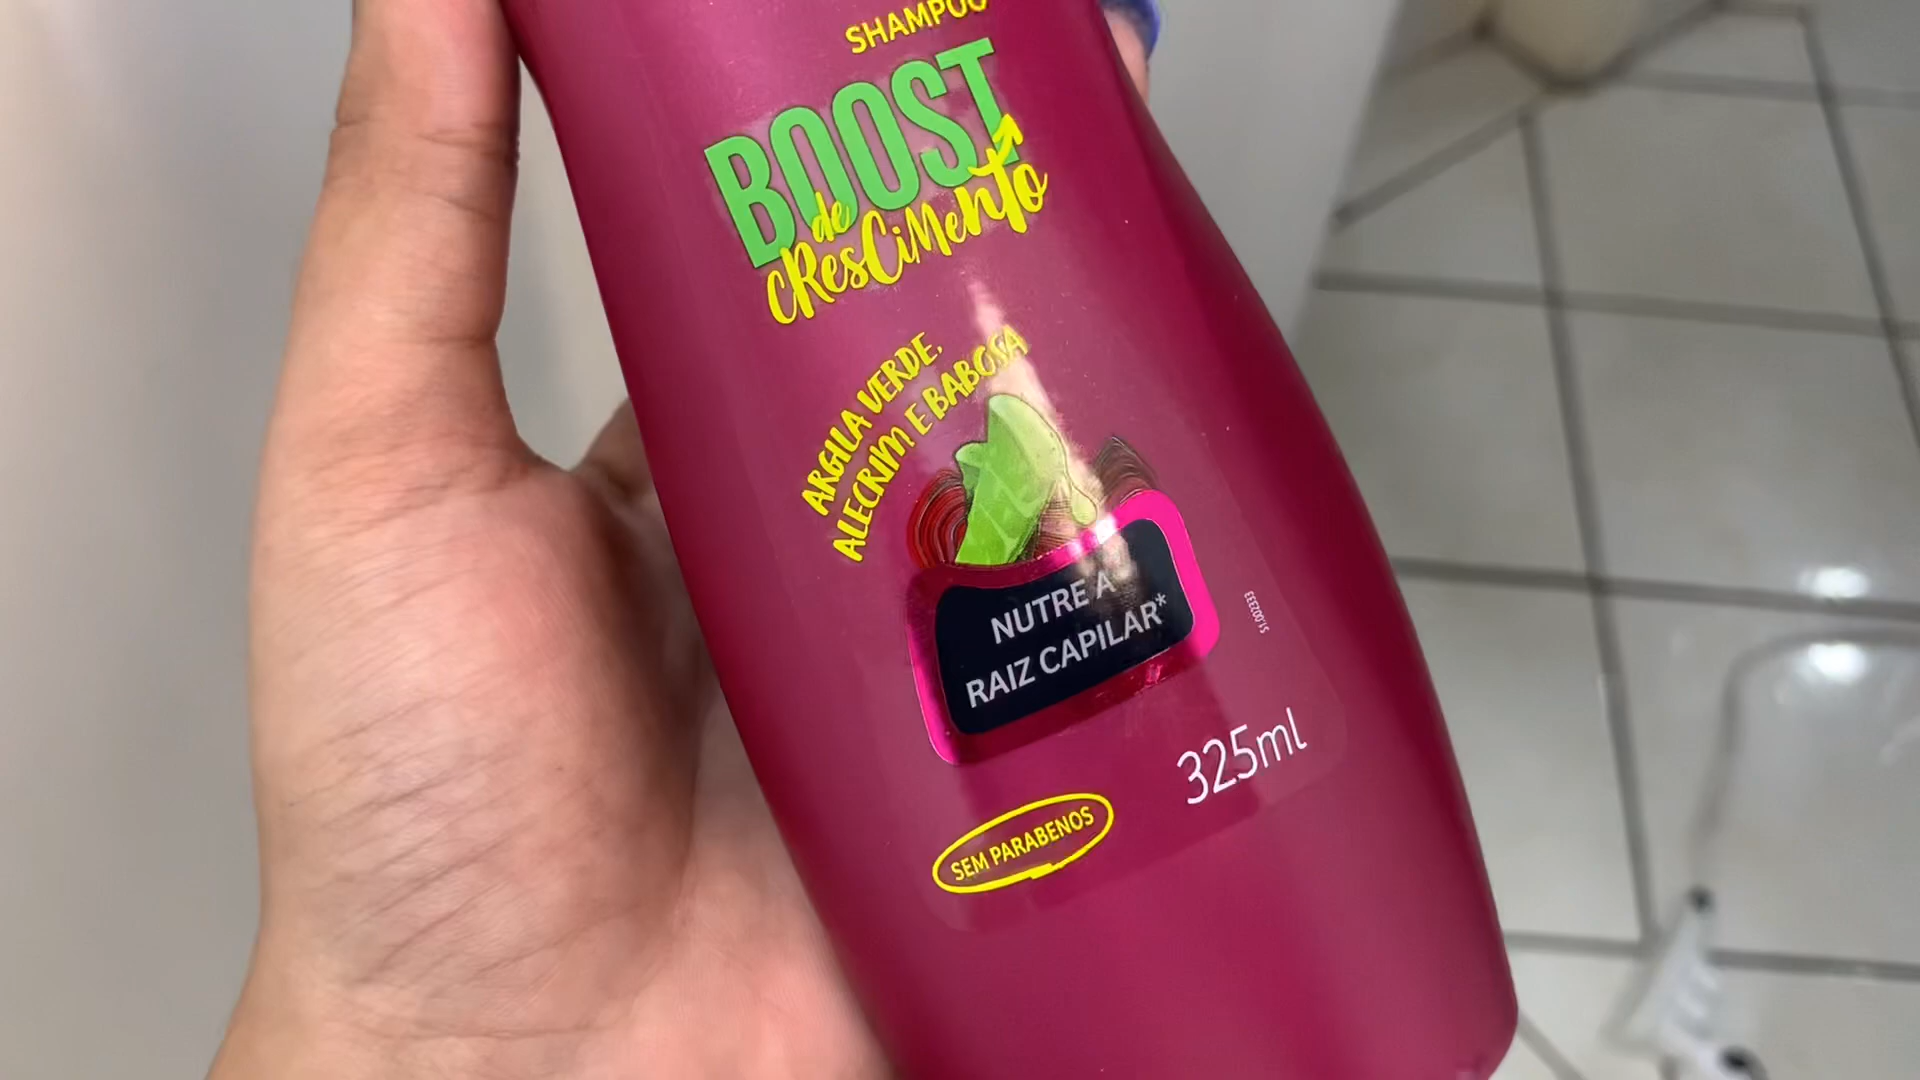 SHAMPOO
BOOST
de
cResCiMento
ARGILA VERDE,
ALECRIM E BABOSA
NUTRE A
RAIZ CAPILAR*
325ml
SEM PARABENOS